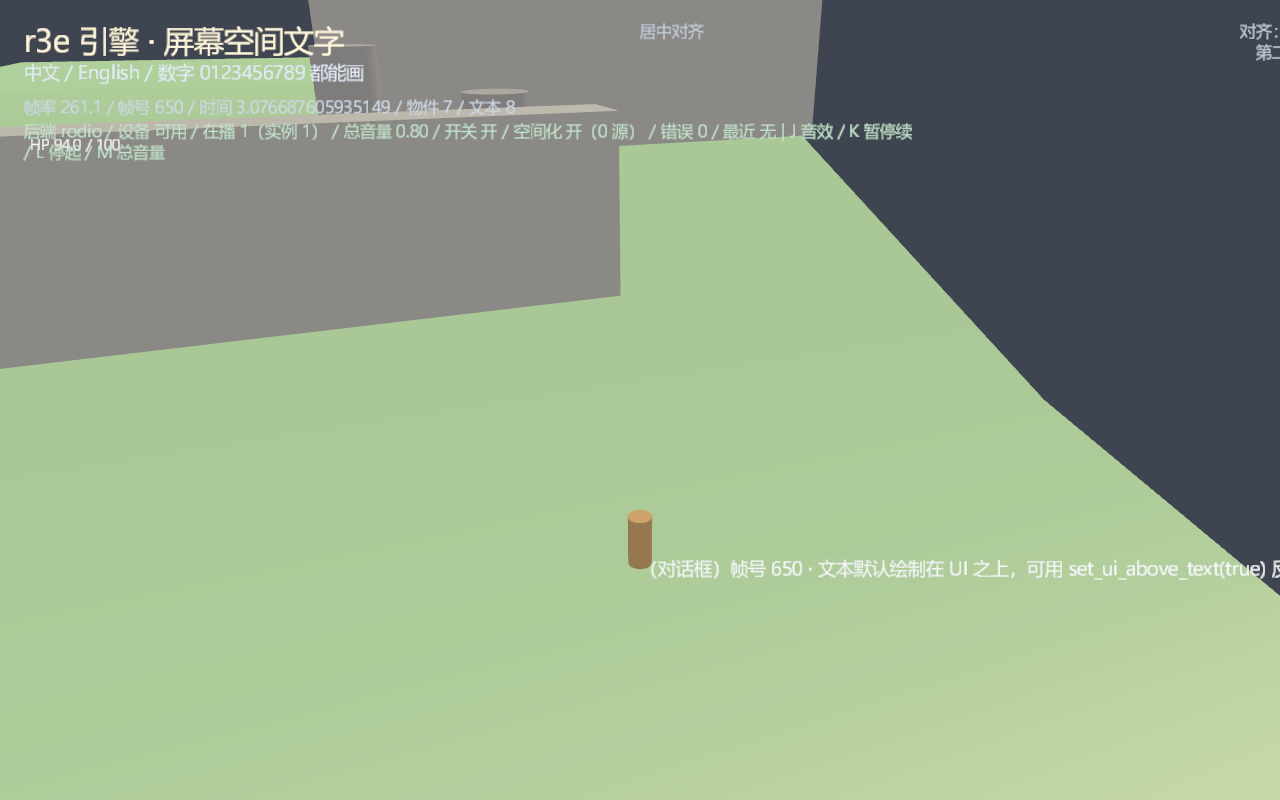 r3e 引擎 · 屏幕空间文字
居中对齐
对齐：
第二
中文 / English / 数字 0123456789 都能画
帧率 261.1 / 帧号 650 / 时间 3.076687605935149 / 物件 7 / 文本 8
后端 rodio / 设备 可用 / 在播 1（实例 1） / 总音量 0.80 / 开关 开 / 空间化 开（0 源） / 错误 0 / 最近 无 | J 音效 / K 暂停续
HP 94.0 / 100
/ L 停起 / M 总音量
(对话框）帧号 650 · 文本默认绘制在 UI 之上，可用 set_ui_above_text(true) 反